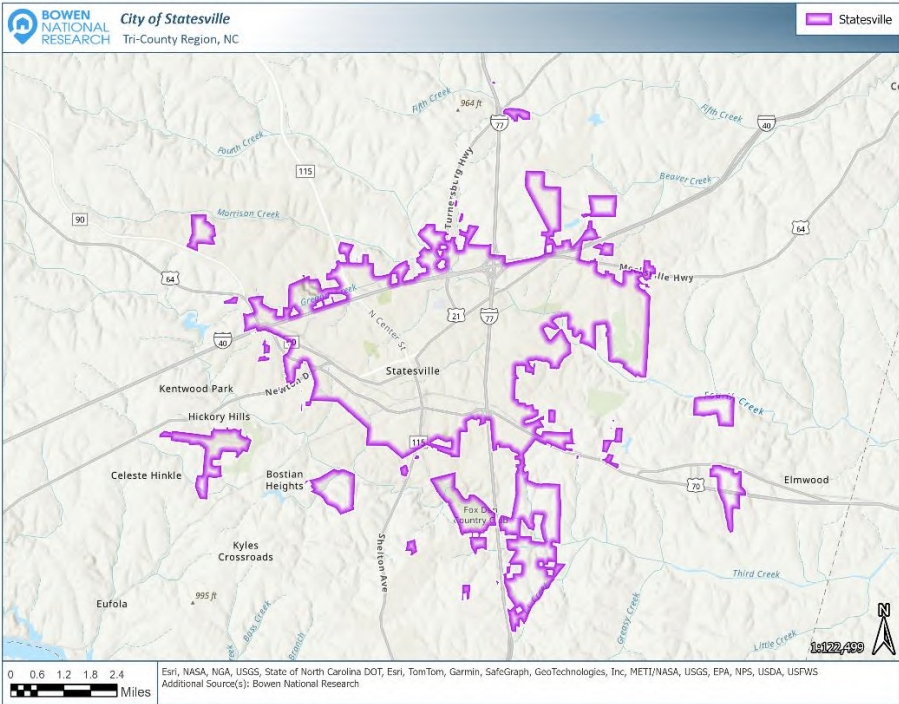 BOWEN
NATIONAL
RESEARCH
City of Statesville
Tri-County Region, NC
Statesville
964 ft
Fifth Creek
77
Fifth Creek
40
Fourth Creek
Turnersburg Hwy
115
Beaver Creek
90
Morrison Creek
64
64
21
77
N Center St
40
Statesville
Kentwood Park
Newton D
Hickory Hills
Creek
115
Celeste Hinkle
Bostian
Heights
70
Elmwood
Fox Den
Country Club
Shelton Ave
Kyles
Crossroads
Third Creek
Eufola
995 ft
Bass Creek
Branch
Greasy Creek
Little Creek
N
1:122,499
0 0.6 1.2 1.8 2.4
Miles
Esri, NASA, NGA, USGS, State of North Carolina DOT, Esri, TomTom, Garmin, SafeGraph, GeoTechnologies, Inc, METI/NASA, USGS, EPA, NPS, USDA, USFWS
Additional Source(s): Bowen National Research